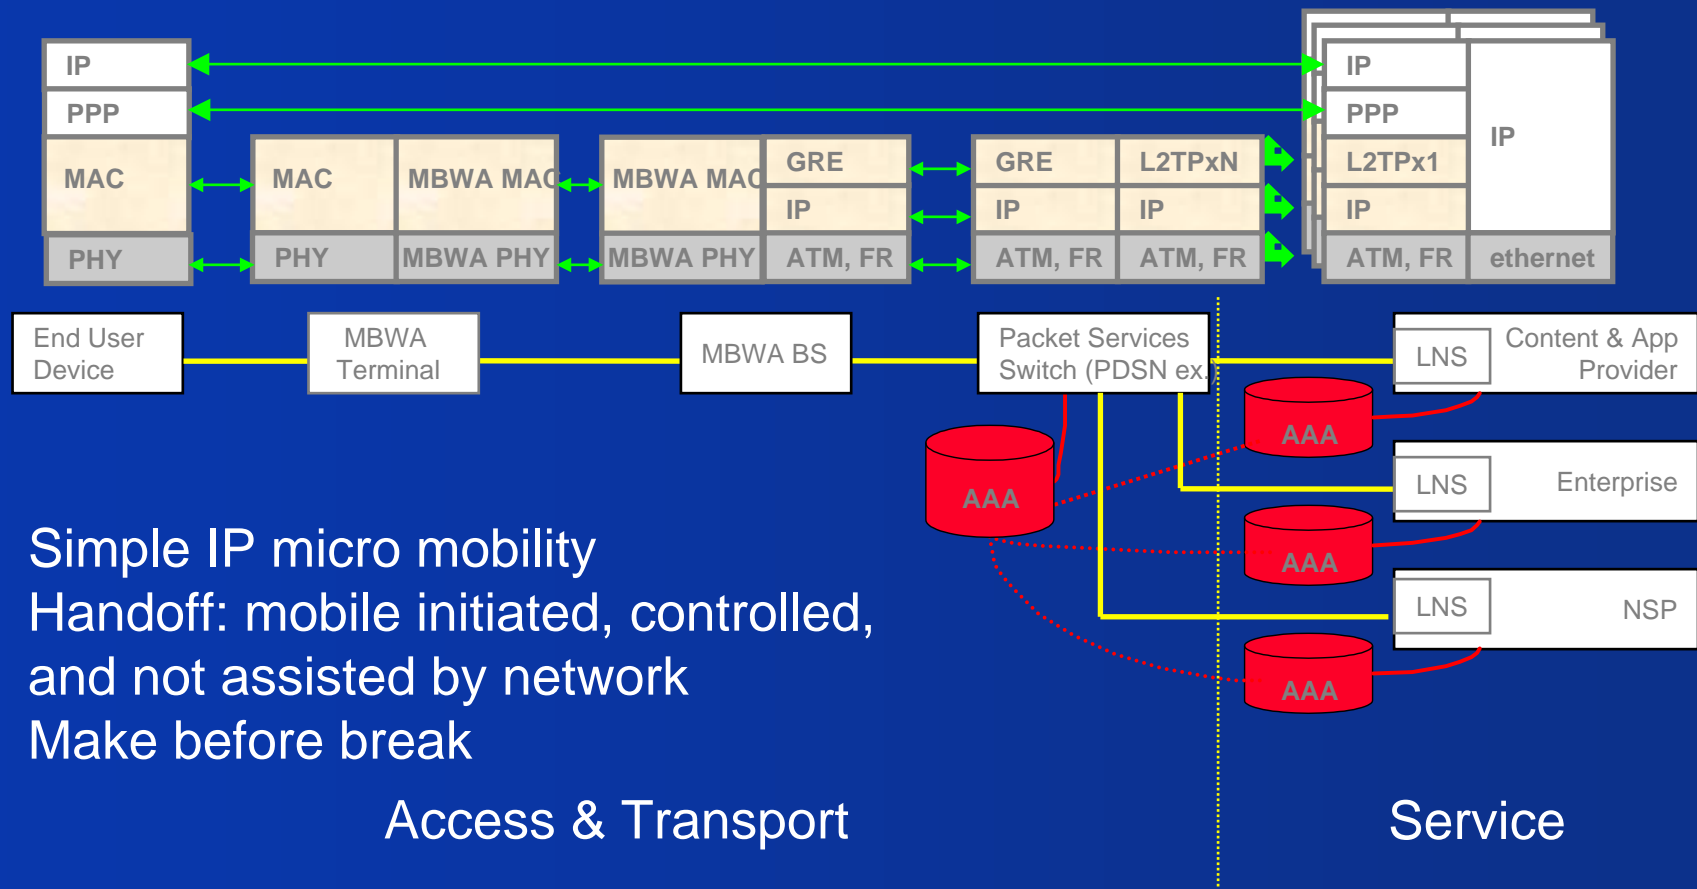 IP
PPP
MAC
PHY
MAC
PHY
MBWA MAC
MBWA PHY
MBWA MAC
MBWA PHY
GRE
IP
ATM, FR
GRE
IP
ATM, FR
L2TPxN
IP
ATM, FR
IP
PPP
L2TPx1
IP
ATM, FR
IP
ethernet
End User
Device
MBWA
Terminal
MBWA BS
Packet Services
Switch (PDSN ex.)
LNS
Content & App
Provider
AAA
AAA
LNS
Enterprise
AAA
LNS
NSP
AAA
Simple IP micro mobility
Handoff: mobile initiated, controlled,
and not assisted by network
Make before break
Access & Transport
Service